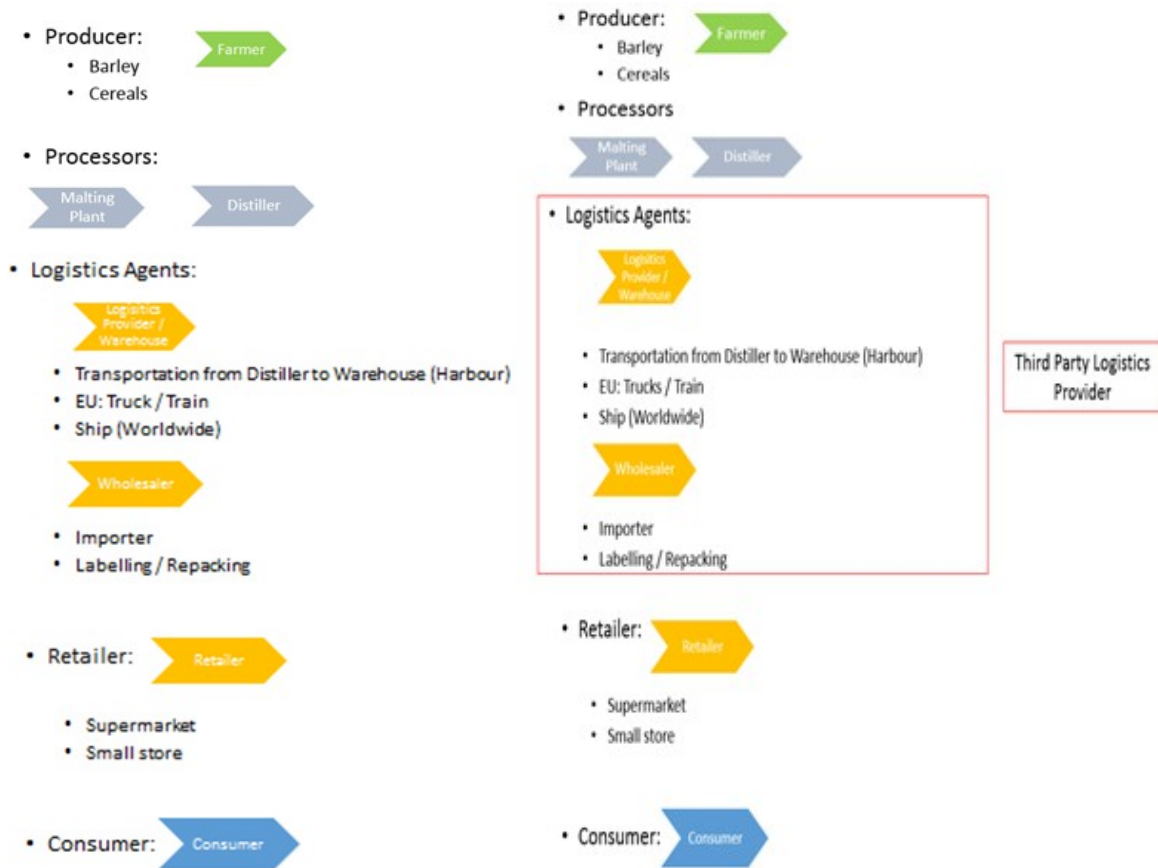 • Producer:
Farmer
• Barley
• Cereals
• Processors:
Malting
Plant
Distiller
• Logistics Agents:
Logisitics
Provider /
Warehouse
• Transportation from Distiller to Warehouse (Harbour)
• EU: Truck / Train
• Ship (Worldwide)
Wholesaler
• Importer
• Labelling / Repacking
• Retailer:
Retailer
• Supermarket
• Small store
• Consumer:
Consumer
• Producer:
Farmer
• Barley
• Cereals
• Processors
Malting
Plant
Distiller
• Logistics Agents:
Logisitics
Provider /
Warehouse
• Transportation from Distiller to Warehouse (Harbour)
• EU: Trucks / Train
• Ship (Worldwide)
Wholesaler
• Importer
• Labelling / Repacking
Third Party Logistics
Provider
• Retailer:
Retailer
• Supermarket
• Small store
• Consumer:
Consumer